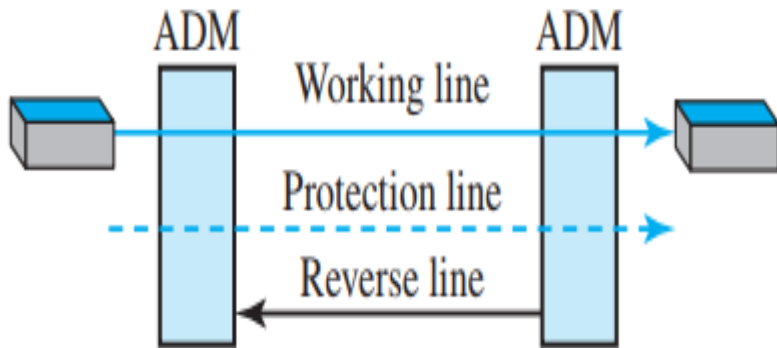 ADM
ADM
Working line
Protection line
Reverse line